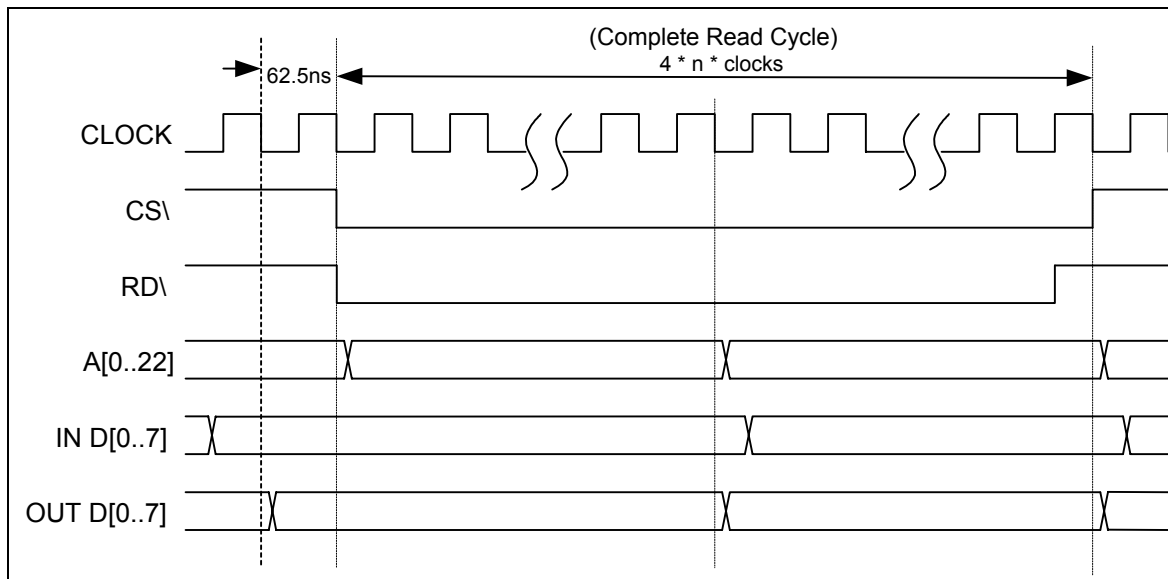 (Complete Read Cycle)
62.5ns
4 * n * clocks
CLOCK
CS\
RD\
A[0..22]
IN D[0..7]
OUT D[0..7]